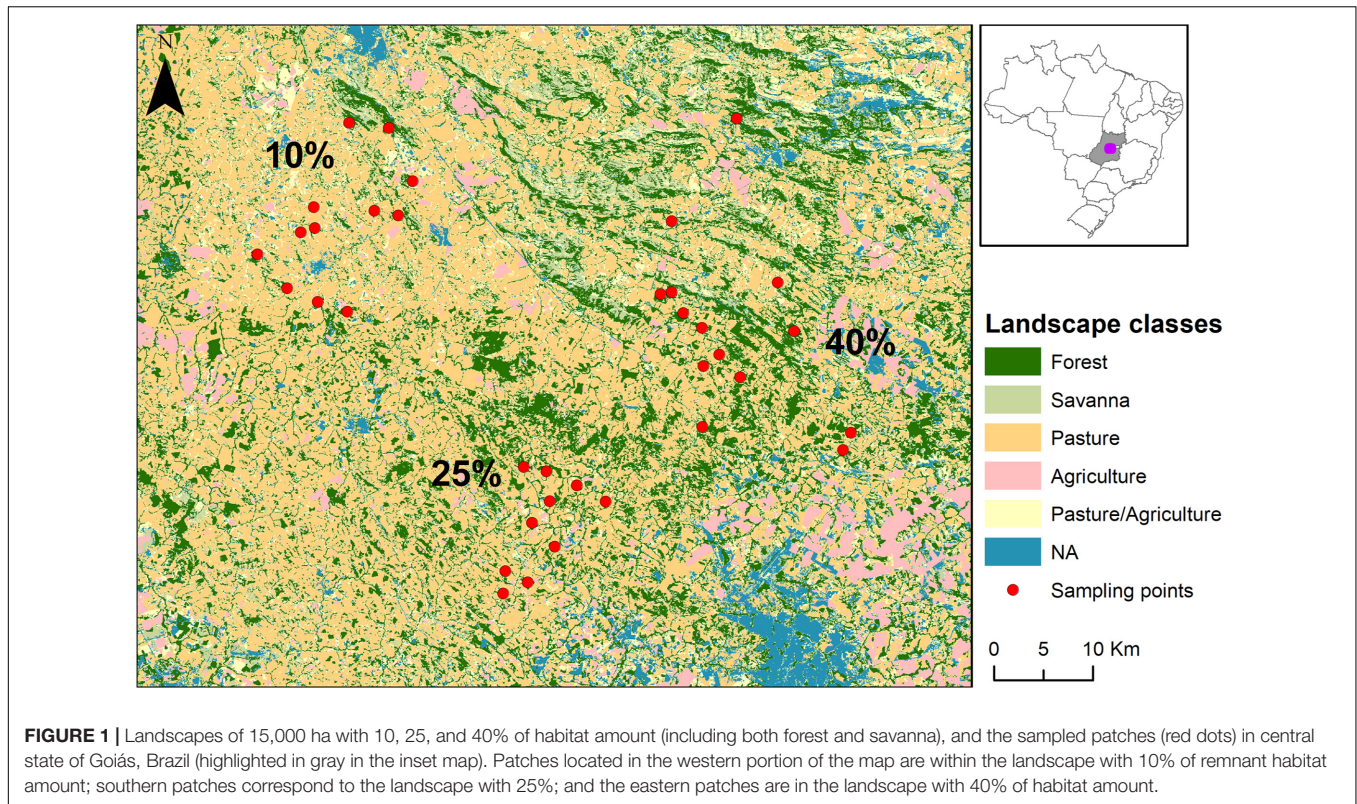 N
10%
40%
25%
Landscape classes
Forest
Savanna
Pasture
Agriculture
Pasture/Agriculture
NA
Sampling points
0 5 10 Km
FIGURE 1 | Landscapes of 15,000 ha with 10, 25, and 40% of habitat amount (including both forest and savanna), and the sampled patches (red dots) in central
state of Goiás, Brazil (highlighted in gray in the inset map). Patches located in the western portion of the map are within the landscape with 10% of remnant habitat
amount; southern patches correspond to the landscape with 25%; and the eastern patches are in the landscape with 40% of habitat amount.